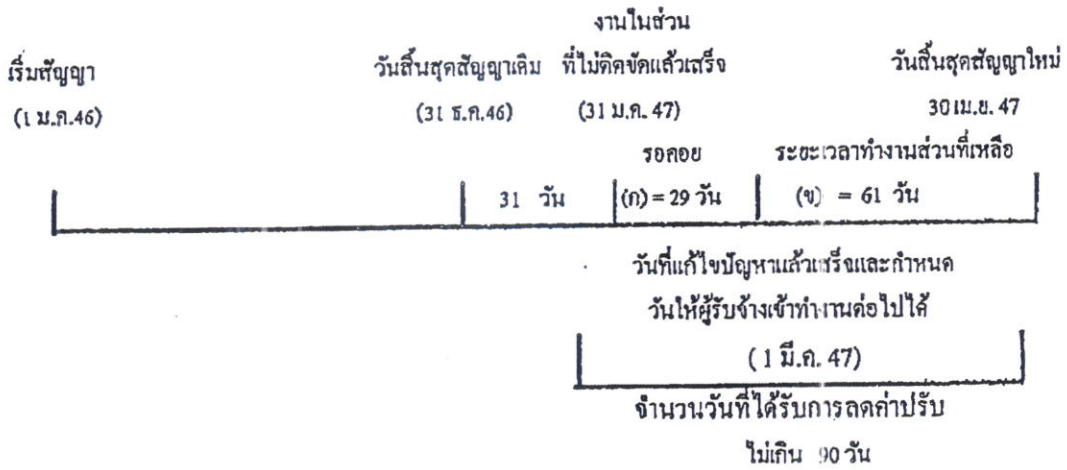 งานในส่วน
เริ่มสัญญา วันสิ้นสุดสัญญาเดิม ที่ไม่ติดขัดแล้วเสร็จ วันสิ้นสุดสัญญาใหม่
(1 ม.ค.46) (31 ธ.ค.46) (31 ม.ค. 47) 30 เม.ย. 47
รอคอย ระยะเวลาทำงานส่วนที่เหลือ
31 วัน (ก) = 29 วัน (ข) = 61 วัน
วันที่แก้ไขปัญหาแล้วเสร็จและกำหนด
วันให้ผู้รับจ้างเข้าทำงานต่อไปได้
( 1 มี.ค. 47)
จำนวนวันที่ได้รับการลดค่าปรับ
ไม่เกิน 90 วัน